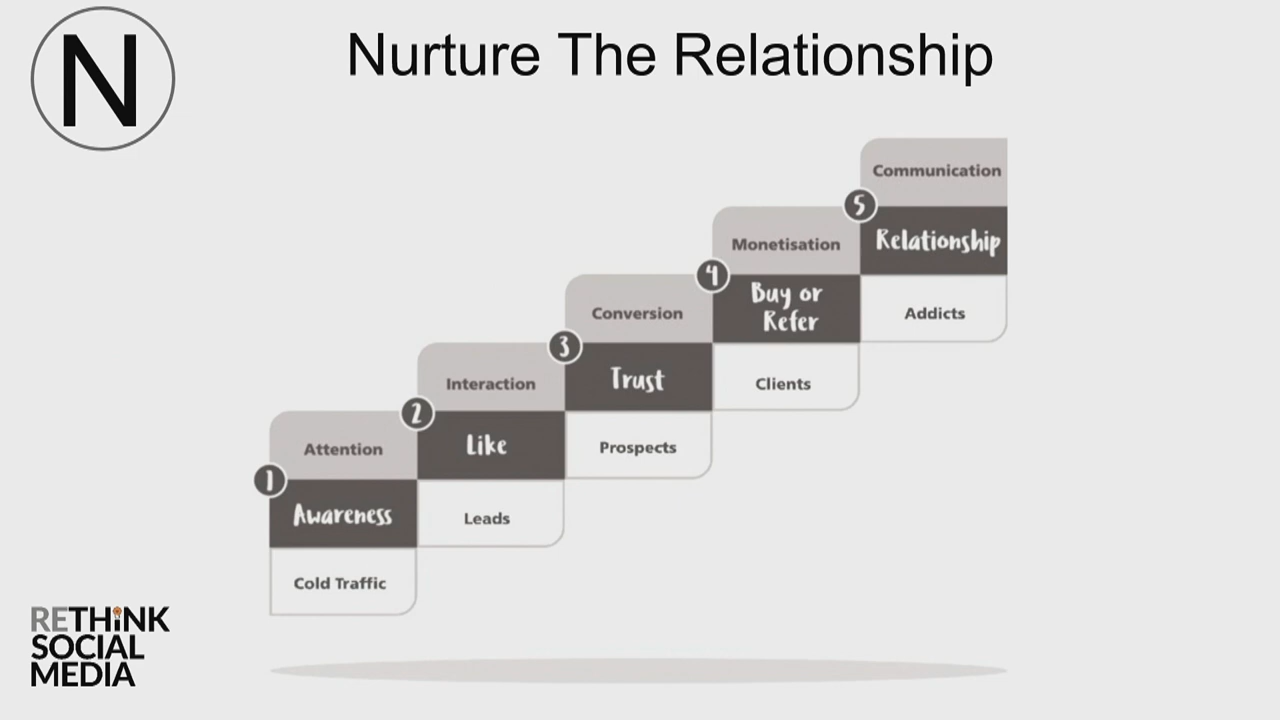 N
Nurture The Relationship
1
Attention
Awareness
Cold Traffic
2
Interaction
Like
Leads
3
Conversion
Trust
Prospects
4
Monetisation
Buy or
Refer
Clients
5
Communication
Relationship
Addicts
RETHiNK
SOCIAL
MEDIA